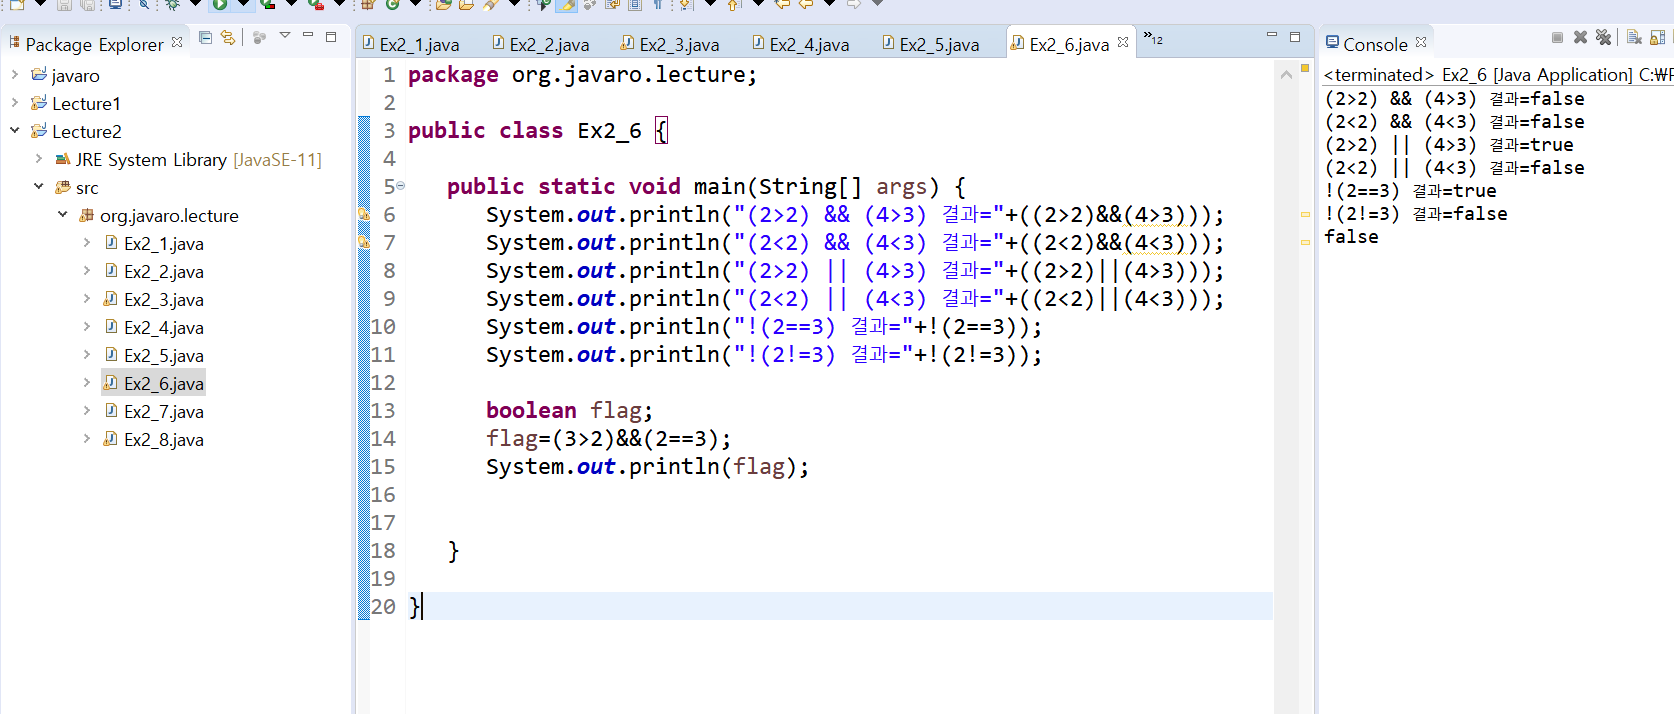 Package Explorer
javaro
Lecture1
Lecture2
JRE System Library [JavaSE-11]
src
org.javaro.lecture
Ex2_1.java
Ex2_2.java
Ex2_3.java
Ex2_4.java
Ex2_5.java
Ex2_6.java
Ex2_7.java
Ex2_8.java
Ex2_1.java Ex2_2.java Ex2_3.java Ex2_4.java Ex2_5.java Ex2_6.java »12
1 package org.javaro.lecture;
2
3 public class Ex2_6 {
4
5 public static void main(String[] args) {
6 System.out.println("(2>2) && (4>3) 결과="+((2>2)&&(4>3)));
7 System.out.println("(2<2) && (4<3) 결과="+((2<2)&&(4<3)));
8 System.out.println("(2>2) || (4>3) 결과="+((2>2)||(4>3)));
9 System.out.println("(2<2) || (4<3) 결과="+((2<2)||(4<3)));
10 System.out.println("!(2==3) 결과="+!(2==3));
11 System.out.println("!(2!=3) 결과="+!(2!=3));
12
13 boolean flag;
14 flag=(3>2)&&(2==3);
15 System.out.println(flag);
16
17
18 }
19
20 }
Console
<terminated> Ex2_6 [Java Application] C:₩P
(2>2) && (4>3) 결과=false
(2<2) && (4<3) 결과=false
(2>2) || (4>3) 결과=true
(2<2) || (4<3) 결과=false
!(2==3) 결과=true
!(2!=3) 결과=false
false